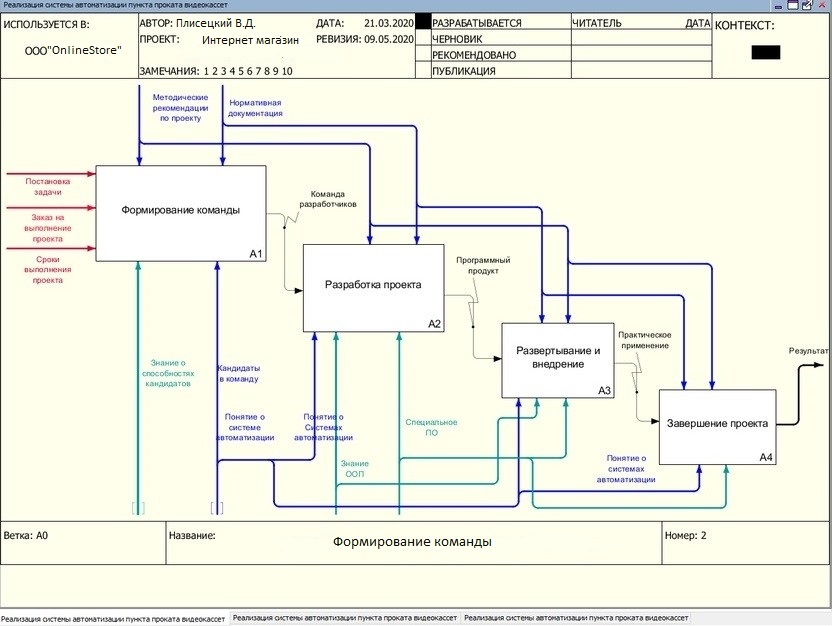 Реализация системы автоматизации пункта проката видеокассет
ИСПОЛЬЗУЕТСЯ В:
ООО"OnlineStore"
АВТОР: Плисецкий В.Д.
ДАТА: 21.03.2020
ПРОЕКТ: Интернет магазин
РЕВИЗИЯ: 09.05.2020
ЗАМЕЧАНИЯ: 1 2 3 4 5 6 7 8 9 10
РАЗРАБАТЫВАЕТСЯ
ЧЕРНОВИК
РЕКОМЕНДОВАНО
ПУБЛИКАЦИЯ
ЧИТАТЕЛЬ
ДАТА
КОНТЕКСТ:
Методические
рекомендации
по проекту
Нормативная
документация
Постановка
задачи
Заказ на
выполнение
проекта
Сроки
выполнения
проекта
Формирование команды
A1
Команда
разработчиков
Разработка проекта
A2
Программный
продукт
Развертывание и
внедрение
A3
Практическое
применение
Завершение проекта
A4
Результат
Знание о
способностях
кандидатов
Кандидаты
в команду
Понятие о
системе
автоматизации
Понятие о
Системах
автоматизации
Знание
ООП
Специальное
ПО
Понятие о
системах
автоматизации
Ветка: A0
Название:
Формирование команды
Номер: 2
Реализация системы автоматизации пункта проката видеокассет
Реализация системы автоматизации пункта проката видеокассет
Реализация системы автоматизации пункта проката видеокассет